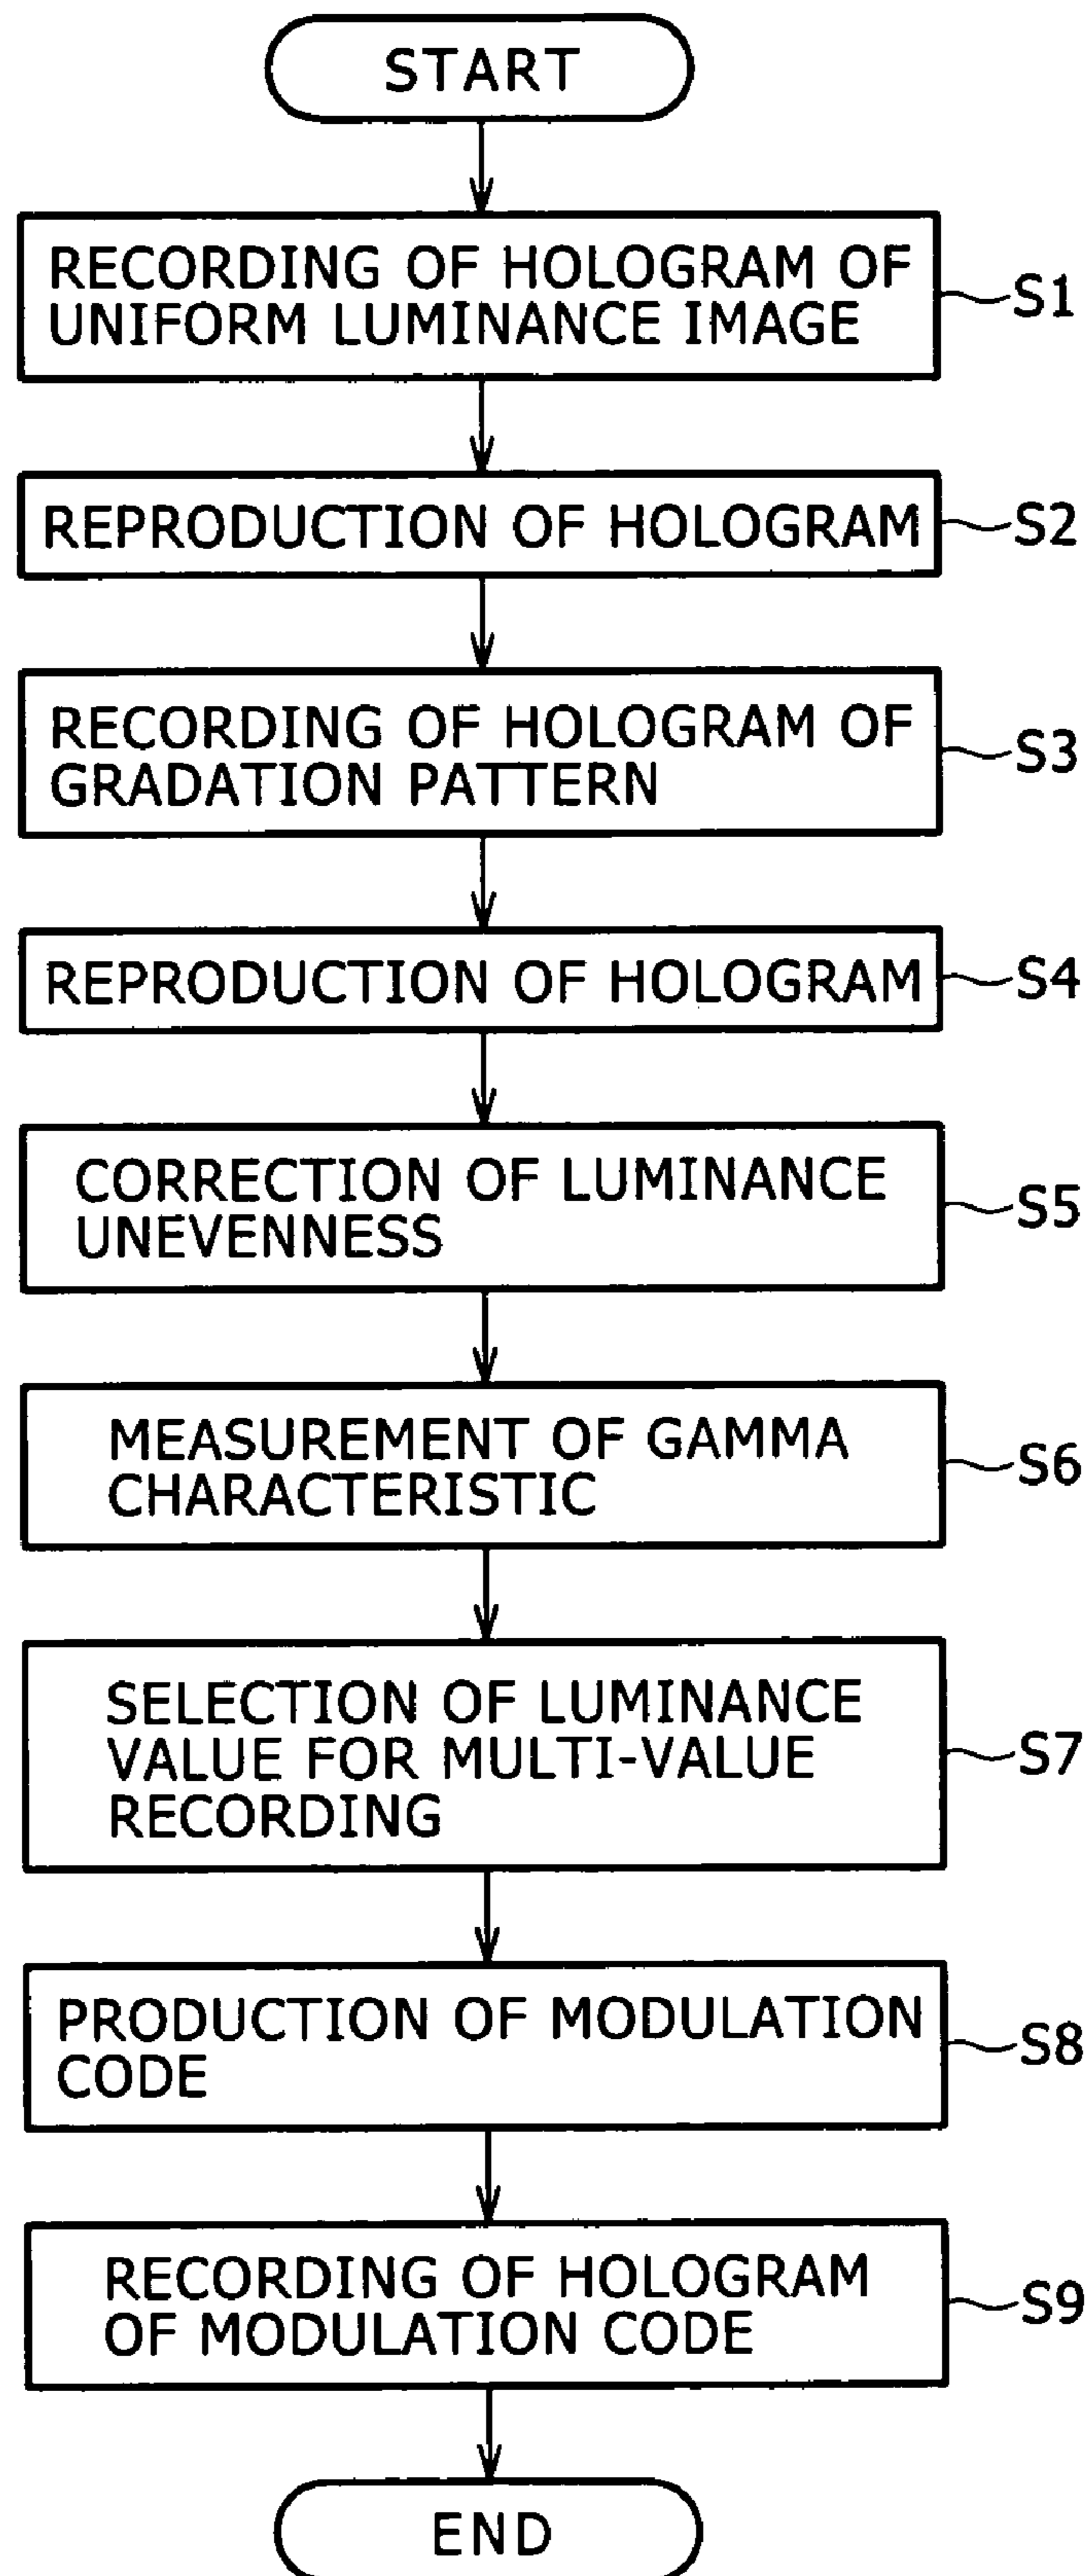 START
RECORDING OF HOLOGRAM OF
UNIFORM LUMINANCE IMAGE
S1
REPRODUCTION OF HOLOGRAM
S2
RECORDING OF HOLOGRAM OF
GRADATION PATTERN
S3
REPRODUCTION OF HOLOGRAM
S4
CORRECTION OF LUMINANCE
UNEVENNESS
S5
MEASUREMENT OF GAMMA
CHARACTERISTIC
S6
SELECTION OF LUMINANCE
VALUE FOR MULTI-VALUE
RECORDING
S7
PRODUCTION OF MODULATION
CODE
S8
RECORDING OF HOLOGRAM
OF MODULATION CODE
S9
END